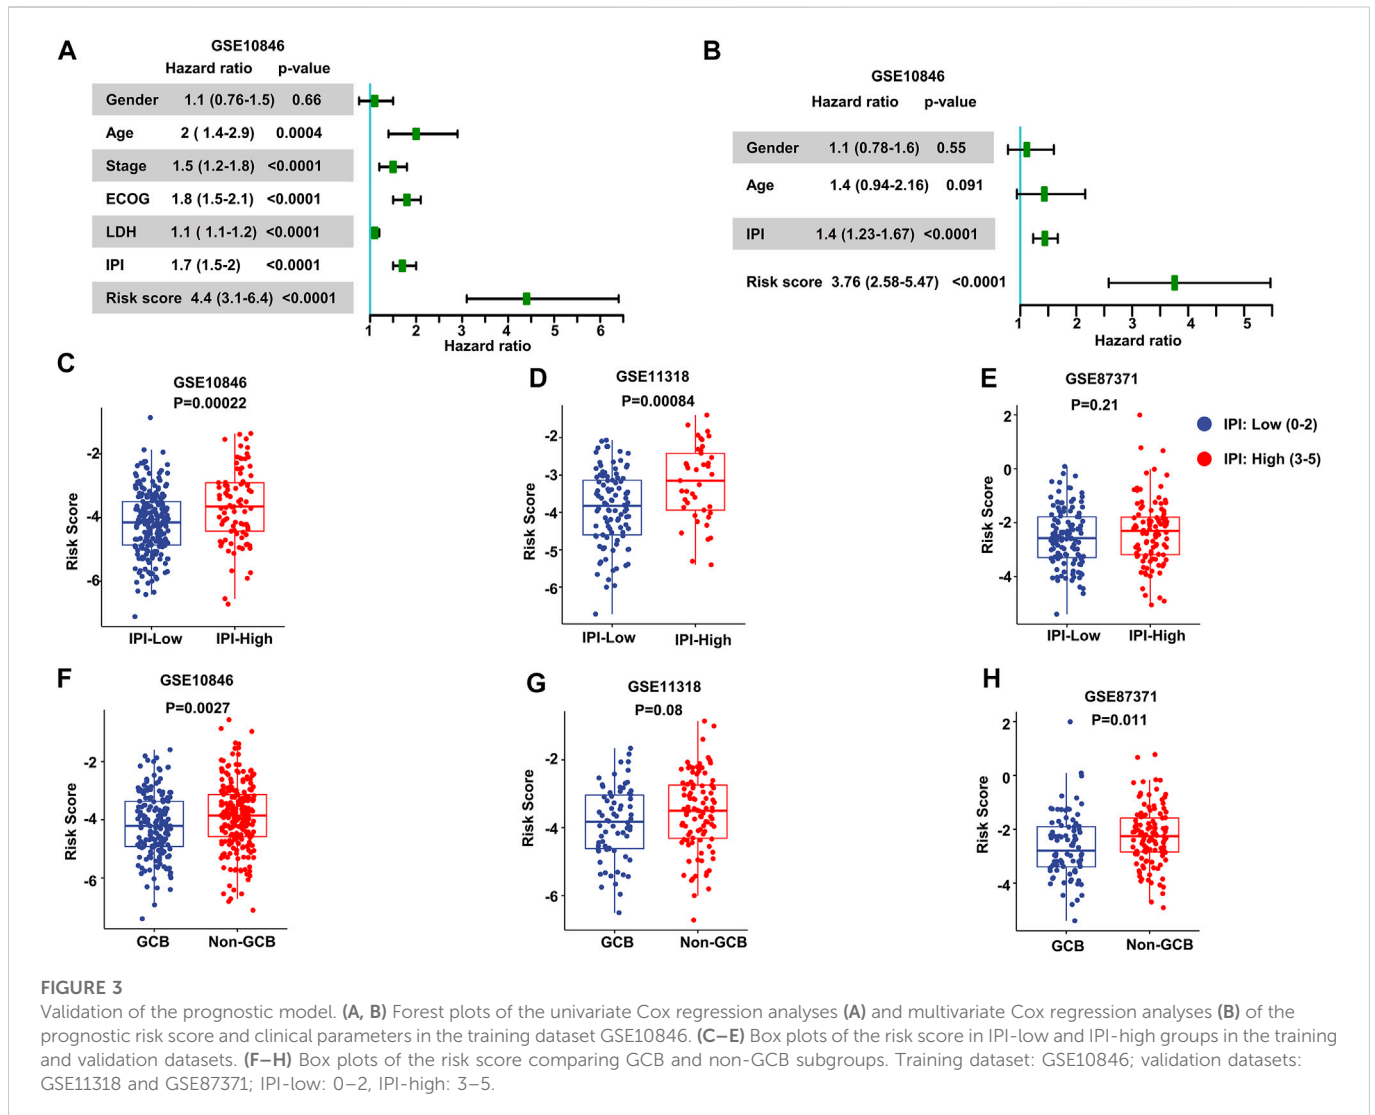 A
GSE10846
Hazard ratio p-value
Gender 1.1 (0.76-1.5) 0.66
Age 2 ( 1.4-2.9) 0.0004
Stage 1.5 (1.2-1.8) <0.0001
ECOG 1.8 (1.5-2.1) <0.0001
LDH 1.1 ( 1.1-1.2) <0.0001
IPI 1.7 (1.5-2) <0.0001
Risk score 4.4 (3.1-6.4) <0.0001
1 2 3 4 5 6
Hazard ratio
B
GSE10846
Hazard ratio p-value
Gender 1.1 (0.78-1.6) 0.55
Age 1.4 (0.94-2.16) 0.091
IPI 1.4 (1.23-1.67) <0.0001
Risk score 3.76 (2.58-5.47) <0.0001
1 2 3 4 5
Hazard ratio
C
GSE10846
P=0.00022
Risk Score
-2
-4
-6
IPI-Low IPI-High
D
GSE11318
P=0.00084
Risk Score
-2
-3
-4
-5
-6
IPI-Low IPI-High
E
GSE87371
P=0.21
Risk Score
2
0
-2
-4
IPI-Low IPI-High
IPI: Low (0-2)
IPI: High (3-5)
F
GSE10846
P=0.0027
Risk Score
-2
-4
-6
GCB Non-GCB
G
GSE11318
P=0.08
Risk Score
-2
-4
-6
GCB Non-GCB
H
GSE87371
P=0.011
Risk Score
2
0
-2
-4
GCB Non-GCB
FIGURE 3
Validation of the prognostic model. (A, B) Forest plots of the univariate Cox regression analyses (A) and multivariate Cox regression analyses (B) of the
prognostic risk score and clinical parameters in the training dataset GSE10846. (C–E) Box plots of the risk score in IPI-low and IPI-high groups in the training
and validation datasets. (F–H) Box plots of the risk score comparing GCB and non-GCB subgroups. Training dataset: GSE10846; validation datasets:
GSE11318 and GSE87371; IPI-low: 0–2, IPI-high: 3–5.